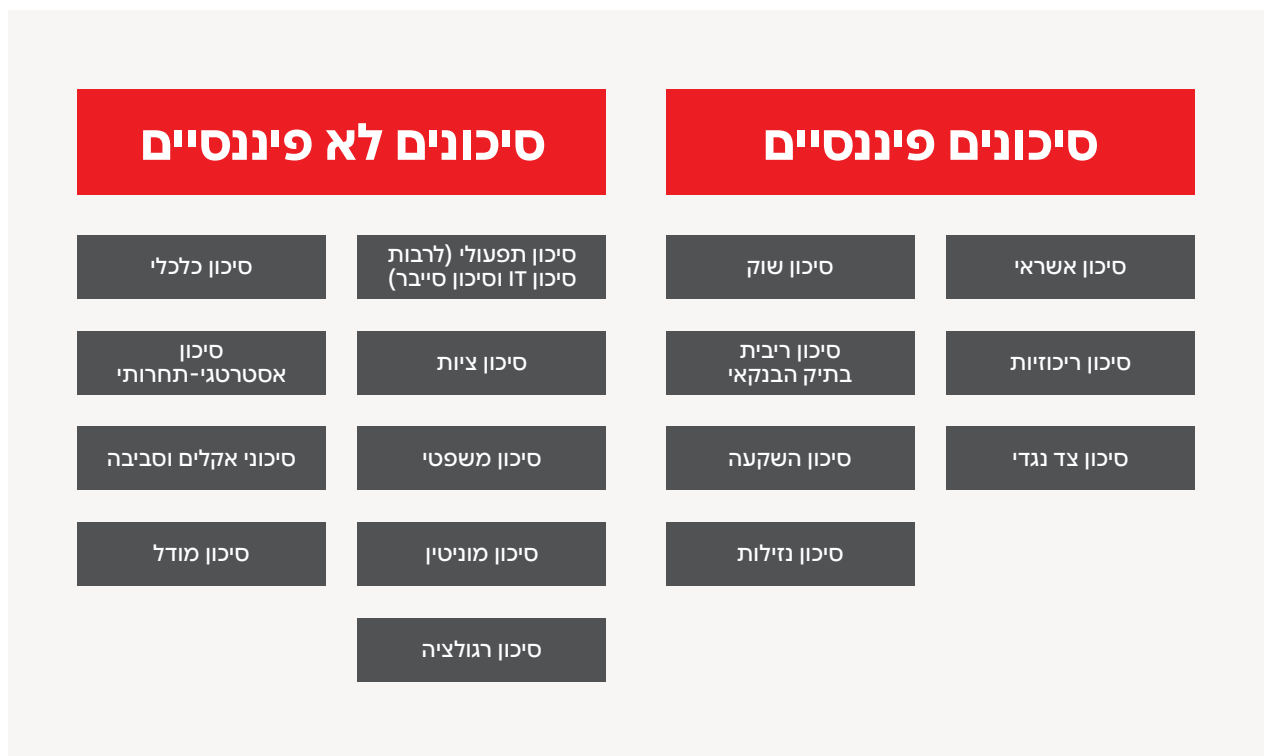 סיכונים פיננסיים
סיכון אשראי
סיכון שוק
סיכון ריכוזיות
סיכון ריבית
בתיק הבנקאי
סיכון צד נגדי
סיכון השקעה
סיכון נזילות
סיכונים לא פיננסיים
סיכון תפעולי (לרבות
סיכון IT וסיכון סייבר)
סיכון כלכלי
סיכון ציות
סיכון
אסטרטגי-תחרותי
סיכון משפטי
סיכוני אקלים וסביבה
סיכון מוניטין
סיכון מודל
סיכון רגולציה